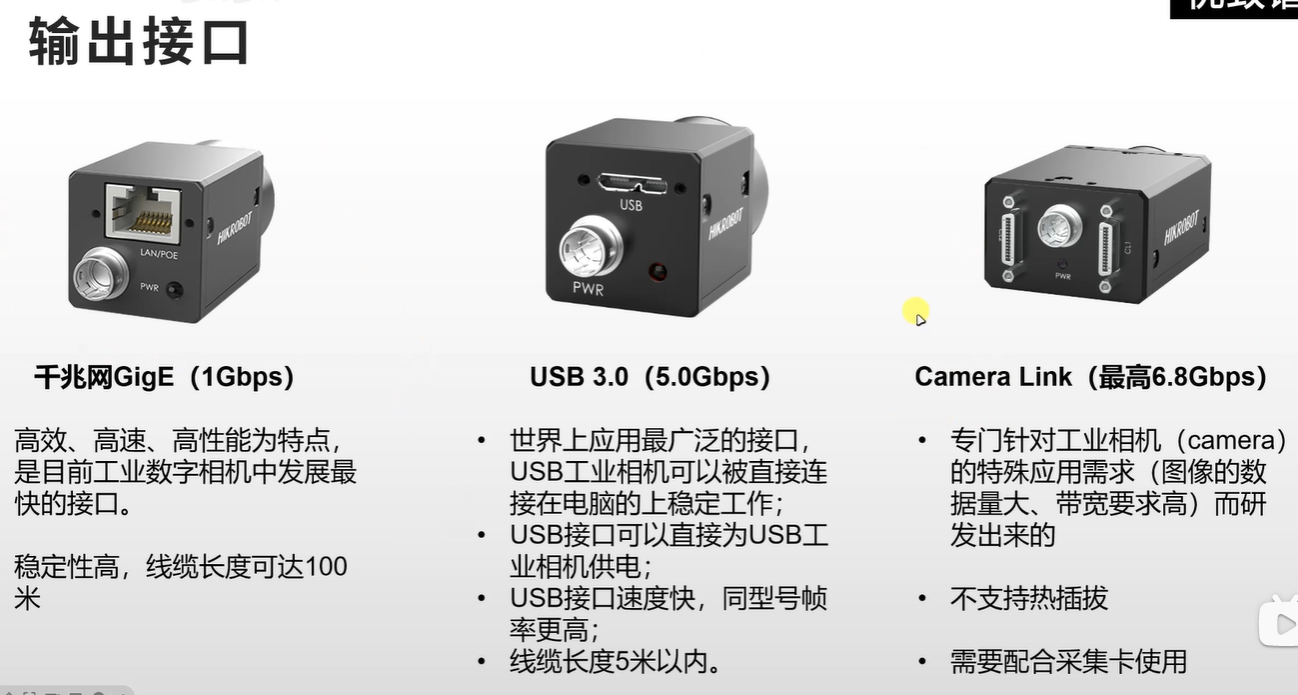 输出接口
LAN/POE
PWR
HIKROBOT
USB
PWR
HIKROBOT
PWR
CL1
HIKROBOT
千兆网GigE（1Gbps）
高效、高速、高性能为特点，
是目前工业数字相机中发展最
快的接口。
稳定性高，线缆长度可达100
米
USB 3.0（5.0Gbps）
• 世界上应用最广泛的接口，
USB工业相机可以被直接连
接在电脑的上稳定工作；
• USB接口可以直接为USB工
业相机供电；
• USB接口速度快，同型号帧
率更高；
• 线缆长度5米以内。
Camera Link（最高6.8Gbps）
• 专门针对工业相机（camera）
的特殊应用需求（图像的数
据量大、带宽要求高）而研
发出来的
• 不支持热插拔
• 需要配合采集卡使用